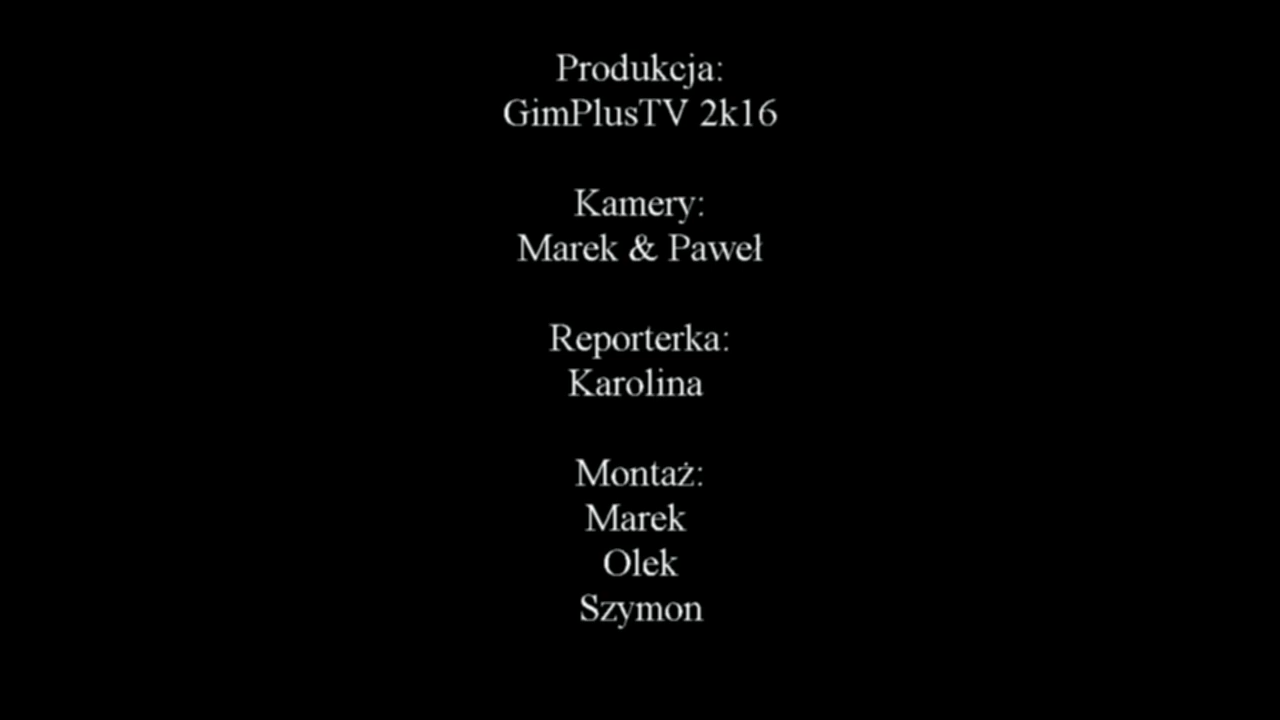 Produkcja:
GimPlusTV 2k16
Kamery:
Marek & Paweł
Reporterka:
Karolina
Montaż:
Marek
Olek
Szymon